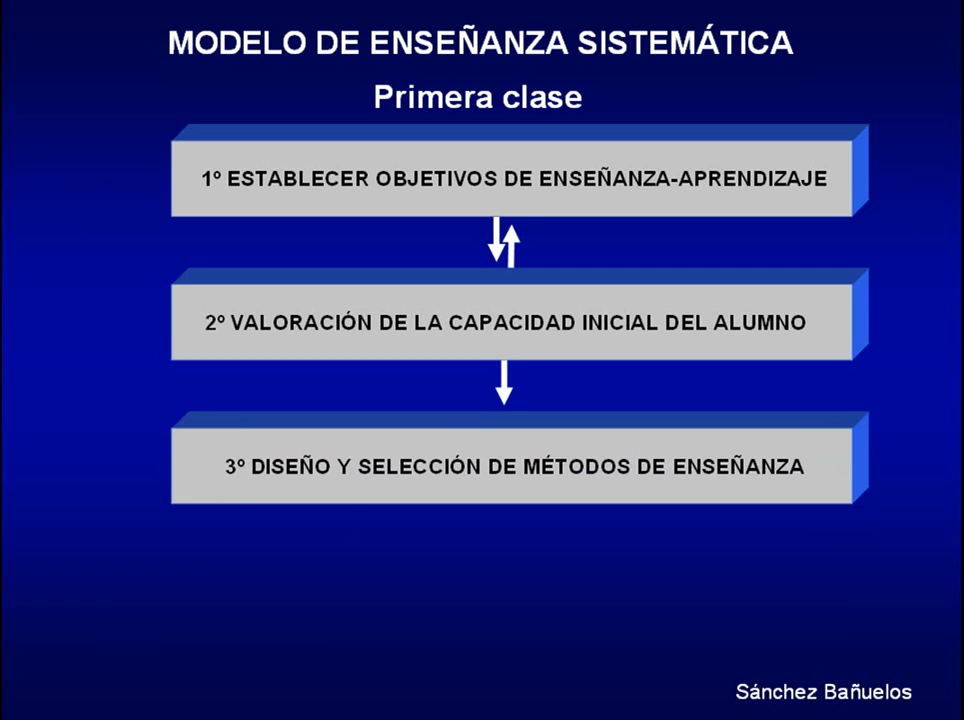 MODELO DE ENSEÑANZA SISTEMÁTICA
Primera clase
1º ESTABLECER OBJETIVOS DE ENSEÑANZA-APRENDIZAJE
2º VALORACIÓN DE LA CAPACIDAD INICIAL DEL ALUMNO
3º DISEÑO Y SELECCIÓN DE MÉTODOS DE ENSEÑANZA
Sánchez Bañuelos